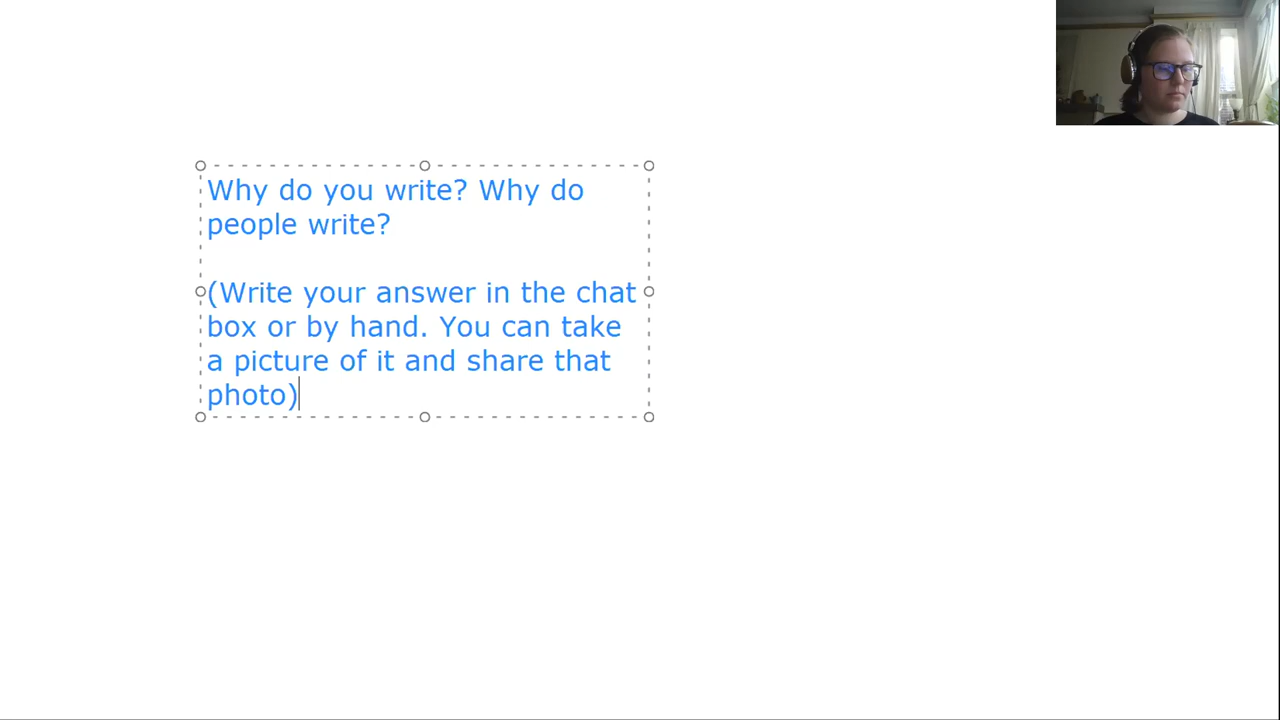 Why do you write? Why do
people write?
(Write your answer in the chat
box or by hand. You can take
a picture of it and share that
photo)